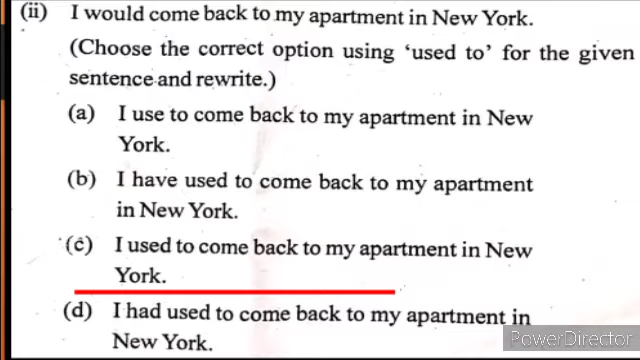 (ii) I would come back to my apartment in New York.
(Choose the correct option using ‘used to’ for the given
sentence and rewrite.)
(a) I use to come back to my apartment in New
York.
(b) I have used to come back to my apartment
in New York.
(c) I used to come back to my apartment in New
York.
(d) I had used to come back to my apartment in
New York.
PowerDirector